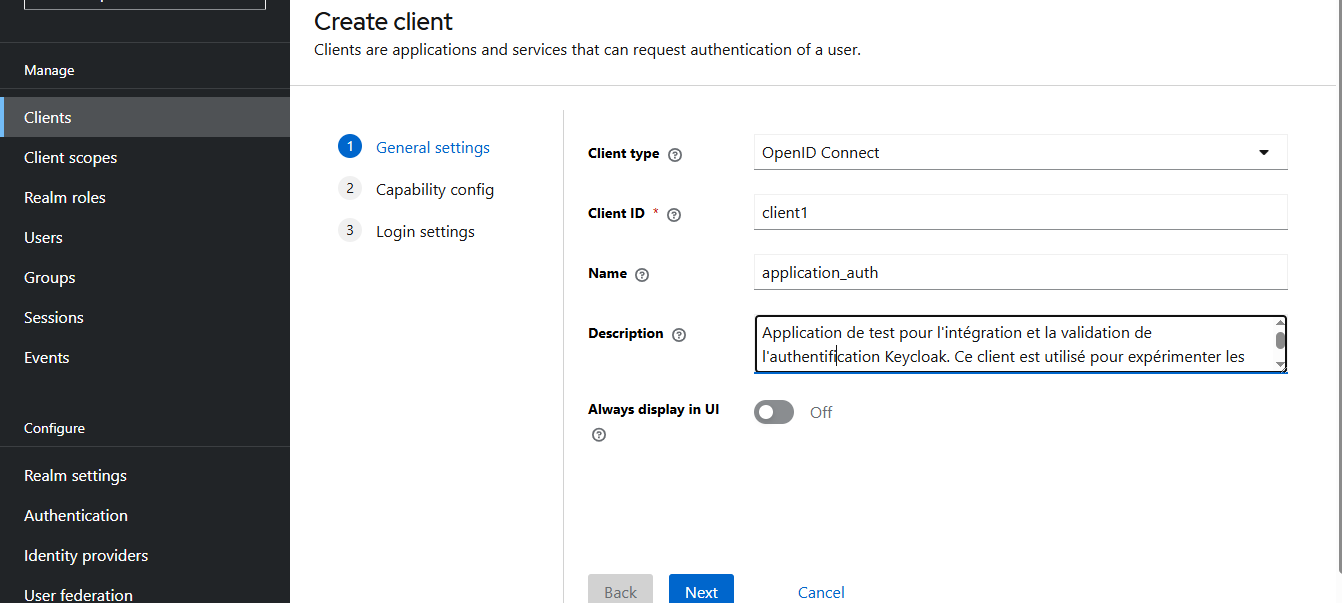 Create client
Clients are applications and services that can request authentication of a user.
Manage
Clients
Client scopes
Realm roles
Users
Groups
Sessions
Events
Configure
Realm settings
Authentication
Identity providers
User federation
1 General settings
2 Capability config
3 Login settings
Client type
OpenID Connect
Client ID *
client1
Name
application_auth
Description
Application de test pour l'intégration et la validation de
l'authentification Keycloak. Ce client est utilisé pour expérimenter les
Always display in UI
Off
Back Next Cancel